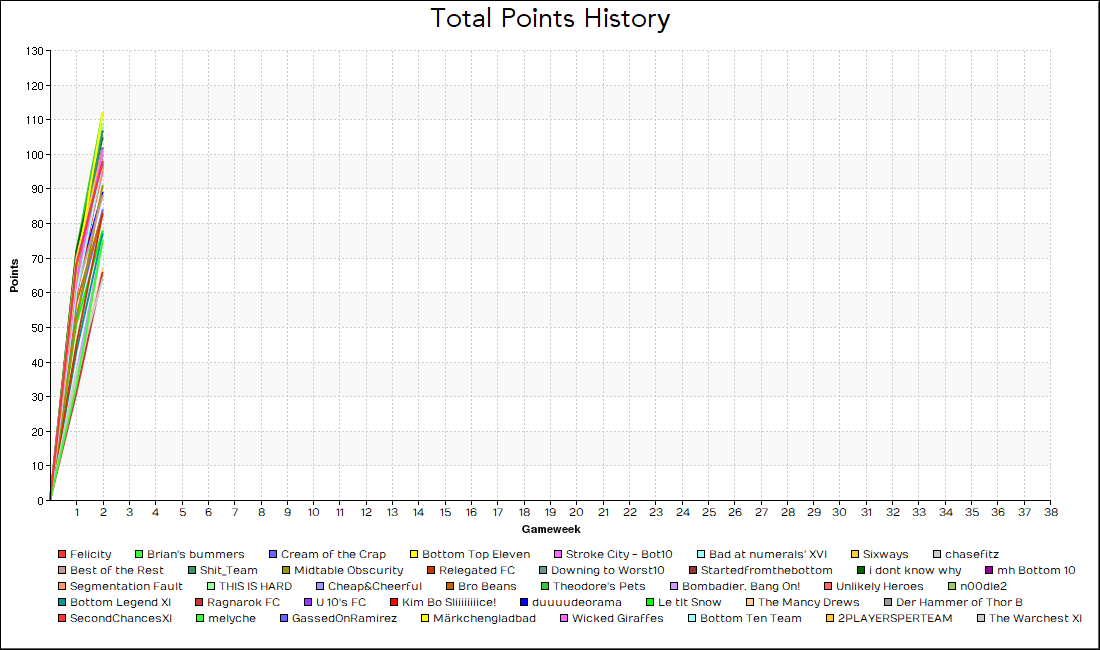 Total Points History
130
120
110
100
90
80
70
60
50
40
30
20
10
0
Points
1 2 3 4 5 6 7 8 9 10 11 12 13 14 15 16 17 18 19 20 21 22 23 24 25 26 27 28 29 30 31 32 33 34 35 36 37 38
Gameweek
Felicity Brian's bummers Cream of the Crap Bottom Top Eleven Stroke City - Bot10 Bad at numerals' XVI Sixways chasefitz
Best of the Rest Shit_Team Midtable Obscurity Relegated FC Downing to Worst10 Startedfromthebottom i dont know why mh Bottom 10
Segmentation Fault THIS IS HARD Cheap&Cheerful Bro Beans Theodore's Pets Bombadier, Bang On! Unlikely Heroes n00dle2
Bottom Legend XI Ragnarok FC U 10's FC Kim Bo Sliiiiiiiice! duuuudeorama Le tit Snow The Mancy Drews Der Hammer of Thor B
SecondChancesXI melyche GassedOnRamirez Märkchengladbad Wicked Giraffes Bottom Ten Team 2PLAYERSPERTEAM The Warchest XI